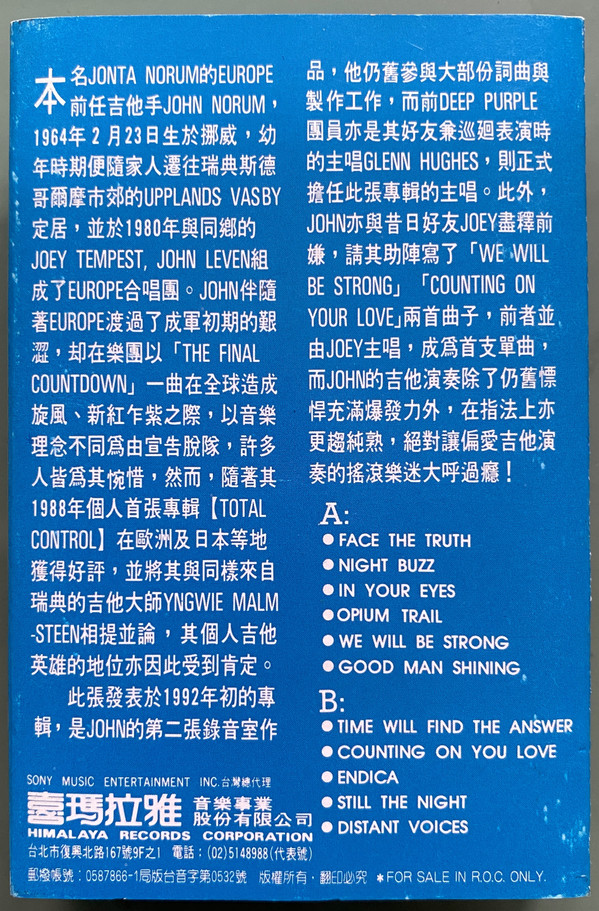 本名JONTA NORUM的EUROPE
前任吉他手JOHN NORUM，
1964年2月23日生於挪威，幼
年時期便隨家人遷往瑞典斯德
哥爾摩市郊的UPPLANDS VASBY
定居，並於1980年與同鄉的
JOEY TEMPEST, JOHN LEVEN組
成了EUROPE合唱團。JOHN伴隨
著EUROPE渡過了成軍初期的艱
澀，却在樂團以「THE FINAL
COUNTDOWN」一曲在全球造成
旋風、新紅乍紫之際，以音樂
理念不同爲由宣告脫隊，許多
人皆爲其惋惜，然而，隨著其
1988年個人首張專輯【TOTAL
CONTROL】在歐洲及日本等地
獲得好評，並將其與同樣來自
瑞典的吉他大師YNGWIE MALM
-STEEN相提並論，其個人吉他
英雄的地位亦因此受到肯定。
此張發表於1992年初的專
輯，是JOHN的第二張錄音室作
品，他仍舊參與大部份詞曲與
製作工作，而前DEEP PURPLE
團員亦是其好友兼巡廻表演時
的主唱GLENN HUGHES，則正式
擔任此張專輯的主唱。此外，
JOHN亦與昔日好友JOEY盡釋前
嫌，請其助陣寫了「WE WILL
BE STRONG」「COUNTING ON
YOUR LOVE」兩首曲子，前者並
由JOEY主唱，成爲首支單曲，
而JOHN的吉他演奏除了仍舊慓
悍充滿爆發力外，在指法上亦
更趨純熟，絕對讓偏愛吉他演
奏的搖滾樂迷大呼過癮！
A:
●FACE THE TRUTH
●NIGHT BUZZ
●IN YOUR EYES
●OPIUM TRAIL
●WE WILL BE STRONG
●GOOD MAN SHINING
B:
●TIME WILL FIND THE ANSWER
●COUNTING ON YOU LOVE
●ENDICA
●STILL THE NIGHT
●DISTANT VOICES
SONY MUSIC ENTERTAINMENT INC.台灣總代理
喜瑪拉雅 音樂事業股份有限公司
HIMALAYA RECORDS CORPORATION
台北市復興北路167號9F之1 電話：(02)5148988(代表號)
郵撥帳號：0587866-1局版台音字第0532號 版權所有・翻印必究 ＊FOR SALE IN R.O.C. ONLY.